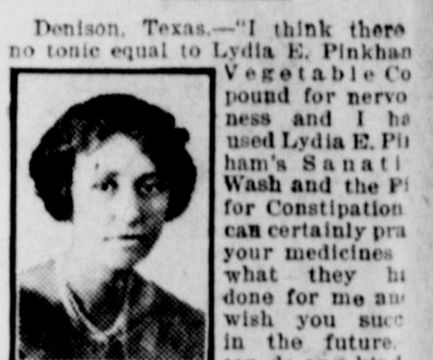 Denison, Texas.—"I think there
no tonic equal to Lydia E. Pinkham
Vegetable Co
pound for nervo
ness and I ha
used Lydia E. Pin
ham's Sanati
Wash and the Pi
for Constipation
can certainly pra
your medicines
what they ha
done for me and
wish you succ
in the future.